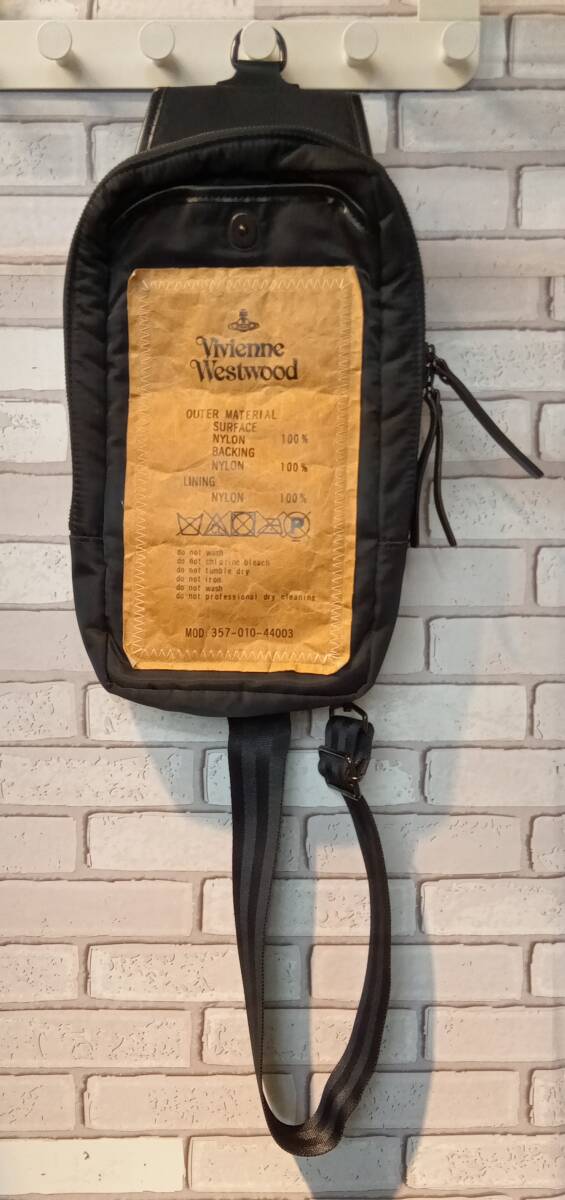 Vivienne
Westwood
OUTER MATERIAL
SURFACE
NYLON 100%
BACKING
NYLON 100%
LINING
NYLON 100%
P
do not wash
do not chlorine bleach
do not tumble dry
do not iron
do not wash
do not professional dry cleaning
MOD/357-010-44003